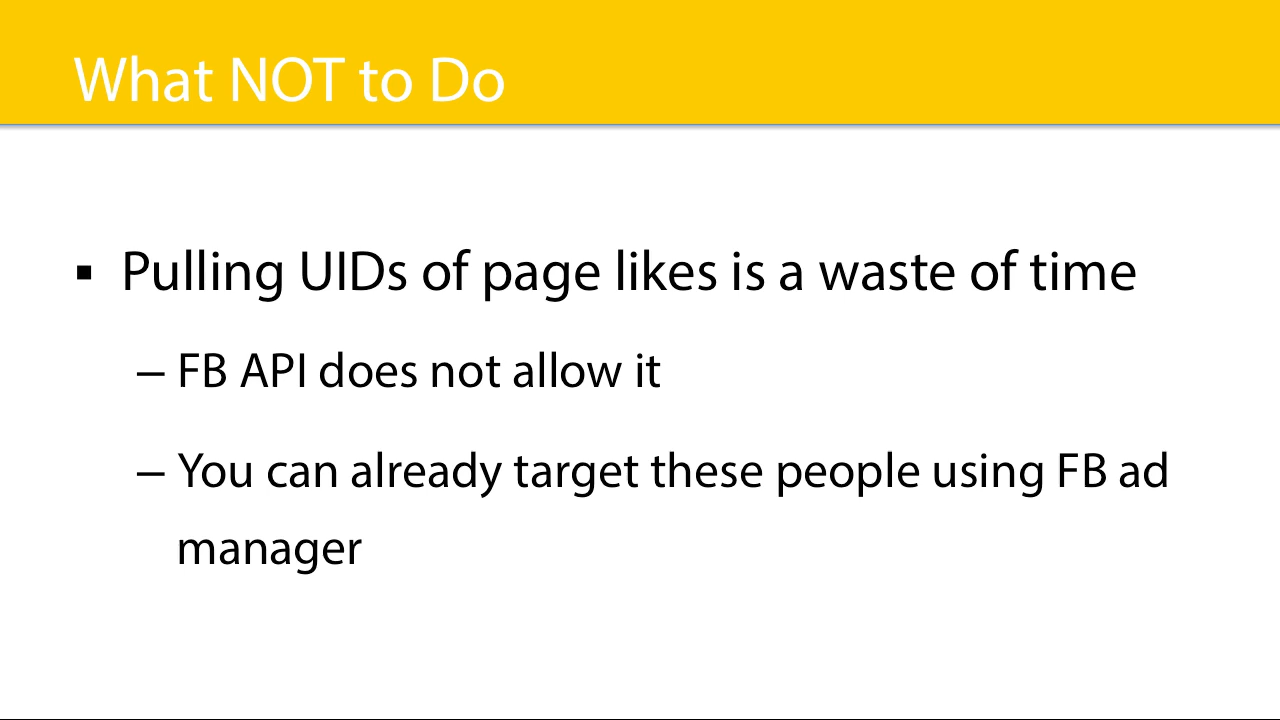 What NOT to Do
▪ Pulling UIDs of page likes is a waste of time
– FB API does not allow it
– You can already target these people using FB ad
manager